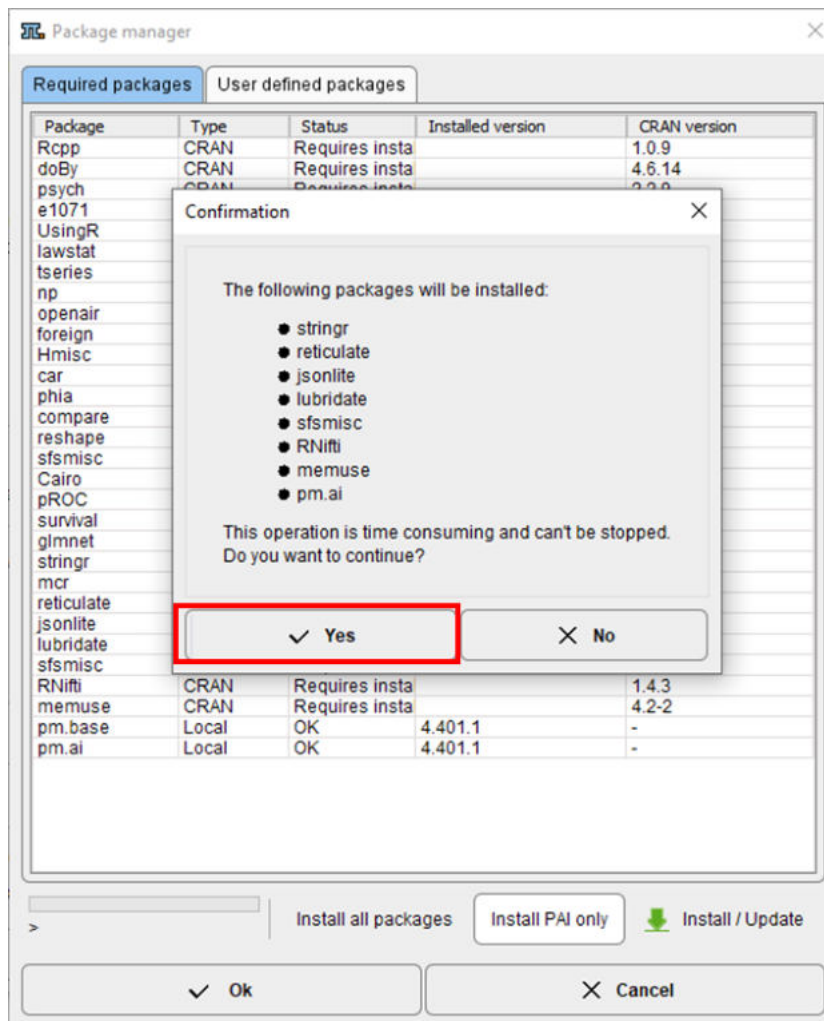 Package manager
Required packages User defined packages
Package Type Status Installed version CRAN version
Rcpp CRAN Requires insta 1.0.9
doBy CRAN Requires insta 4.6.14
psych
e1071
UsingR
lawstat
tseries
np
openair
foreign
Hmisc
car
phia
compare
reshape
sfsmisc
Cairo
pROC
survival
glmnet
stringr
mcr
reticulate
jsonlite
lubridate
sfsmisc
Confirmation
The following packages will be installed:
● stringr
● reticulate
● jsonlite
● lubridate
● sfsmisc
● RNifti
● memuse
● pm.ai
This operation is time consuming and can't be stopped.
Do you want to continue?
Yes No
RNifti CRAN Requires insta 1.4.3
memuse CRAN Requires insta 4.2-2
pm.base Local OK 4.401.1 -
pm.ai Local OK 4.401.1 -
> Install all packages Install PAI only Install / Update
Ok Cancel